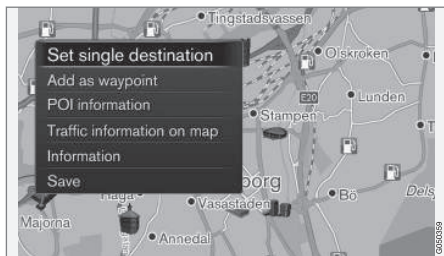 Tingstadsvassen
Set single destination
Olskroken
Add as waypoint
E20
Lunden
POI information
Stampen
Traffic information on map
Information
Save
borg
Haga
Vasastaden
Bö
Dels
Majorna
Annedal
G050359